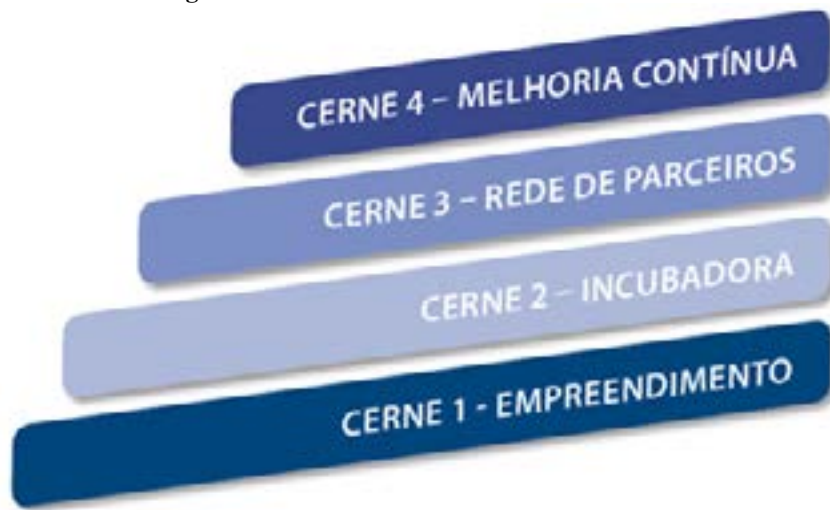 CERNE 4 – MELHORIA CONTÍNUA
CERNE 3 – REDE DE PARCEIROS
CERNE 2 – INCUBADORA
CERNE 1 - EMPREENDIMENTO